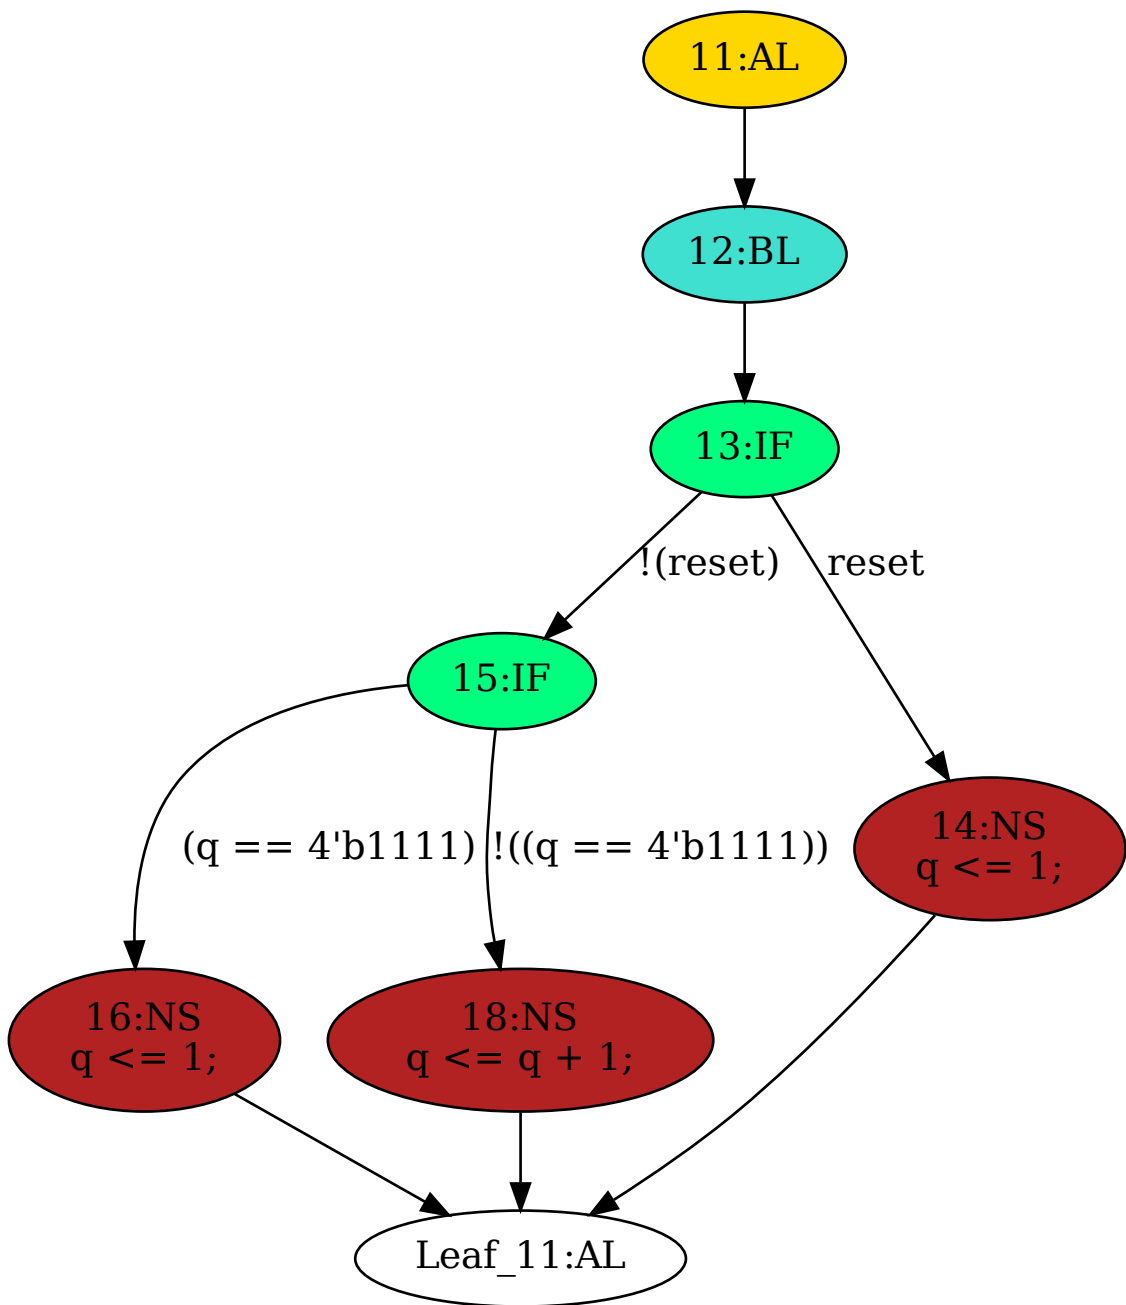 11:AL
12:BL
13:IF
!(reset)
reset
15:IF
(q == 4'b1111)
!((q == 4'b1111))
14:NS
q <= 1;
16:NS
q <= 1;
18:NS
q <= q + 1;
Leaf_11:AL